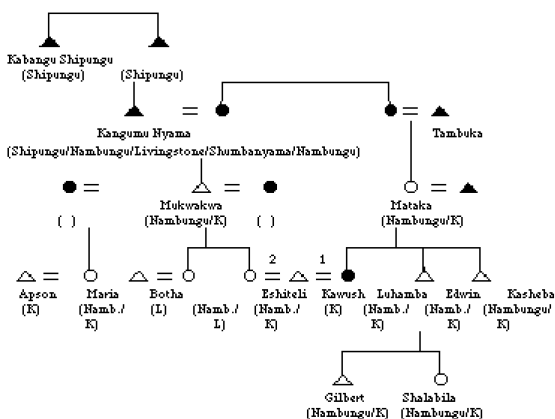 Kabangu Shipungu
(Shipungu) (Shipungu)
Kangumu Nyama Tambuka
(Shipungu/Nambungu/Livingstone/Shumbanyama/Nambungu)
Mukwakwa Mataka
( ) (Nambungu/K) ( ) (Nambungu/K)
2 1
Apson Maria Botha Eshiteli Kawush Luhamba Edwin Kasheba
(K) (Namb./ (L) (Namb./ (Namb./ (K) (Namb./ (Namb./ (Nambungu/
K) L) K) K) K) K)
Gilbert Shalabila
(Nambungu/K) (Nambungu/K)